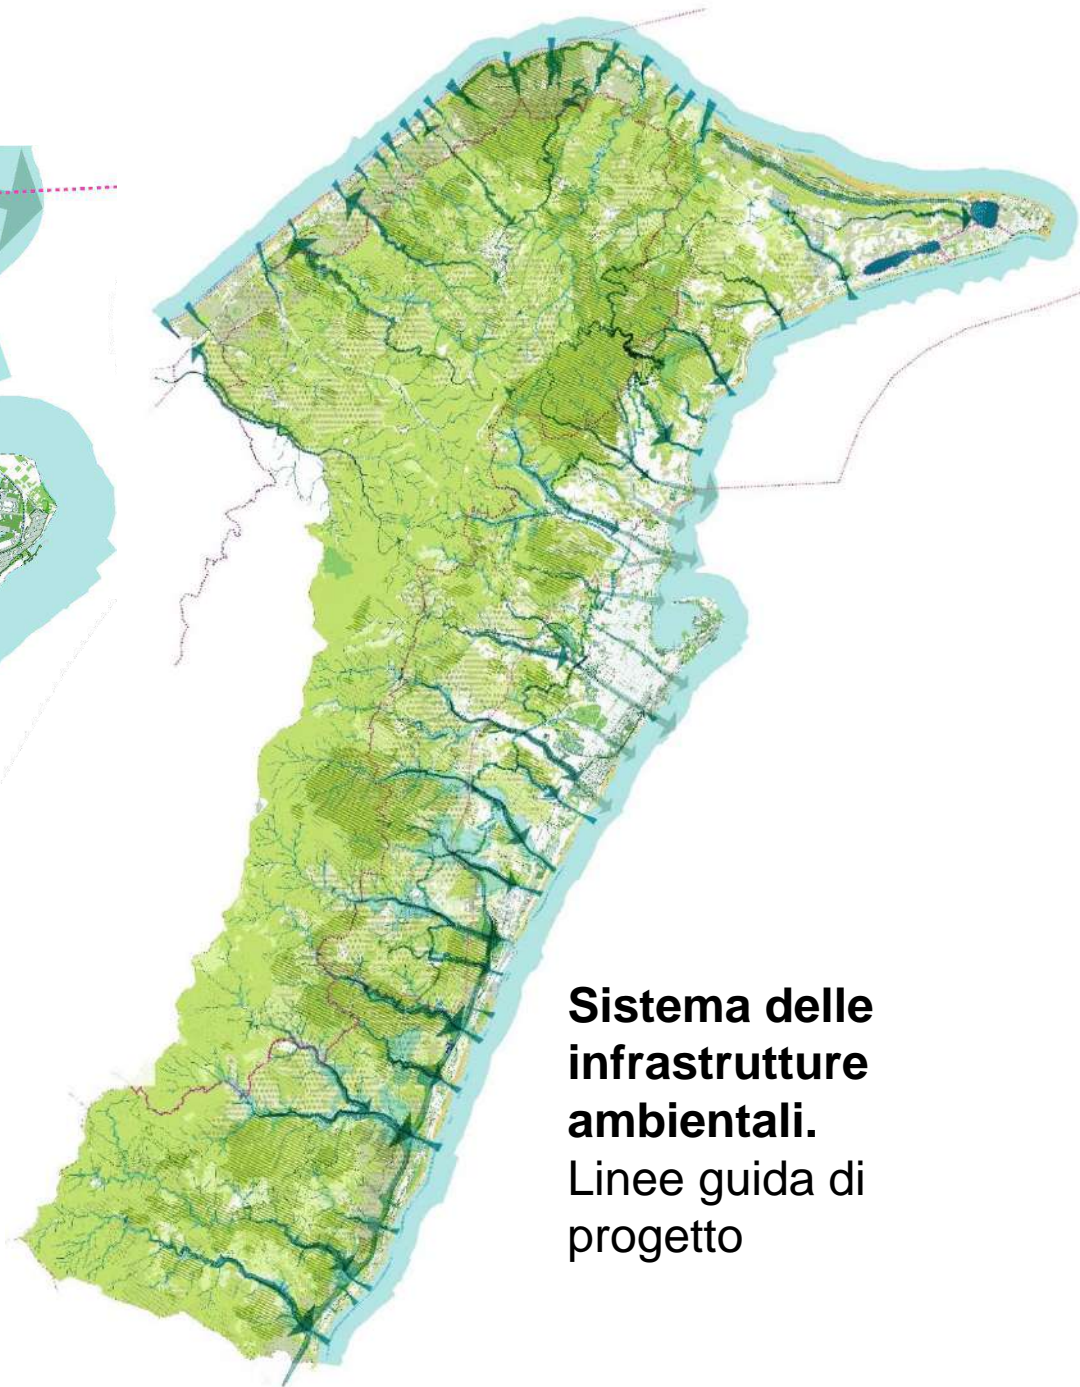 Sistema delle
infrastrutture
ambientali.
Linee guida di
progetto